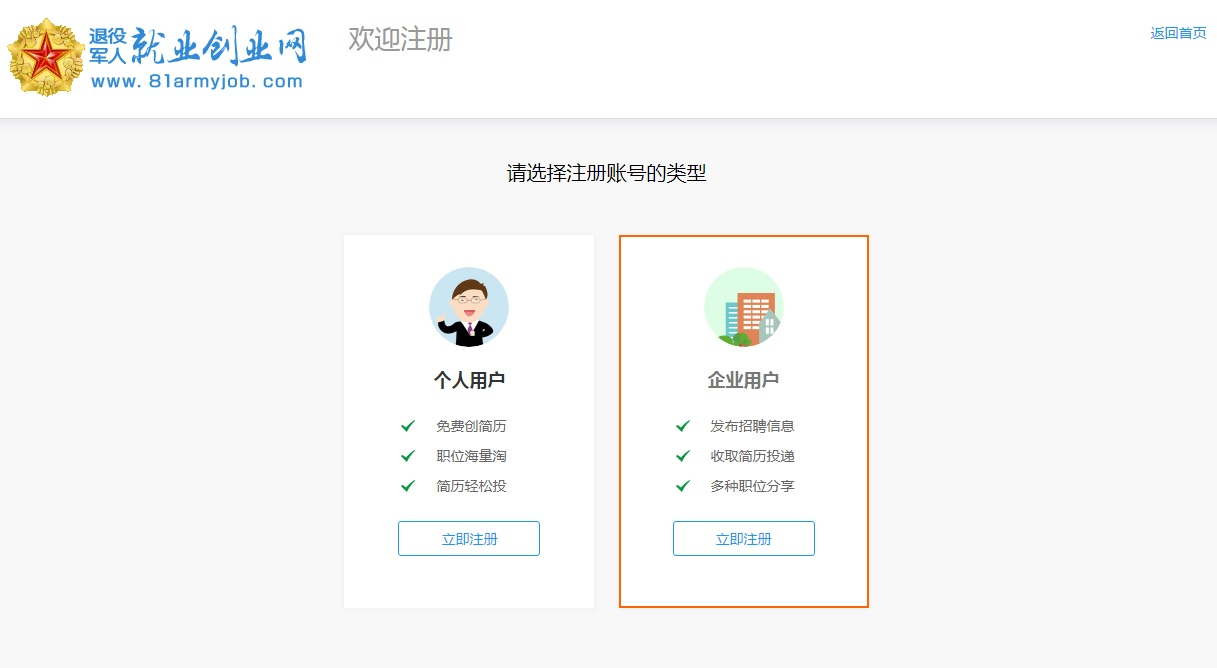 退役军人就业创业网
www.81armyjob.com
欢迎注册
返回首页
请选择注册账号的类型
个人用户
免费创简历
职位海量淘
简历轻松投
立即注册
企业用户
发布招聘信息
收取简历投递
多种职位分享
立即注册